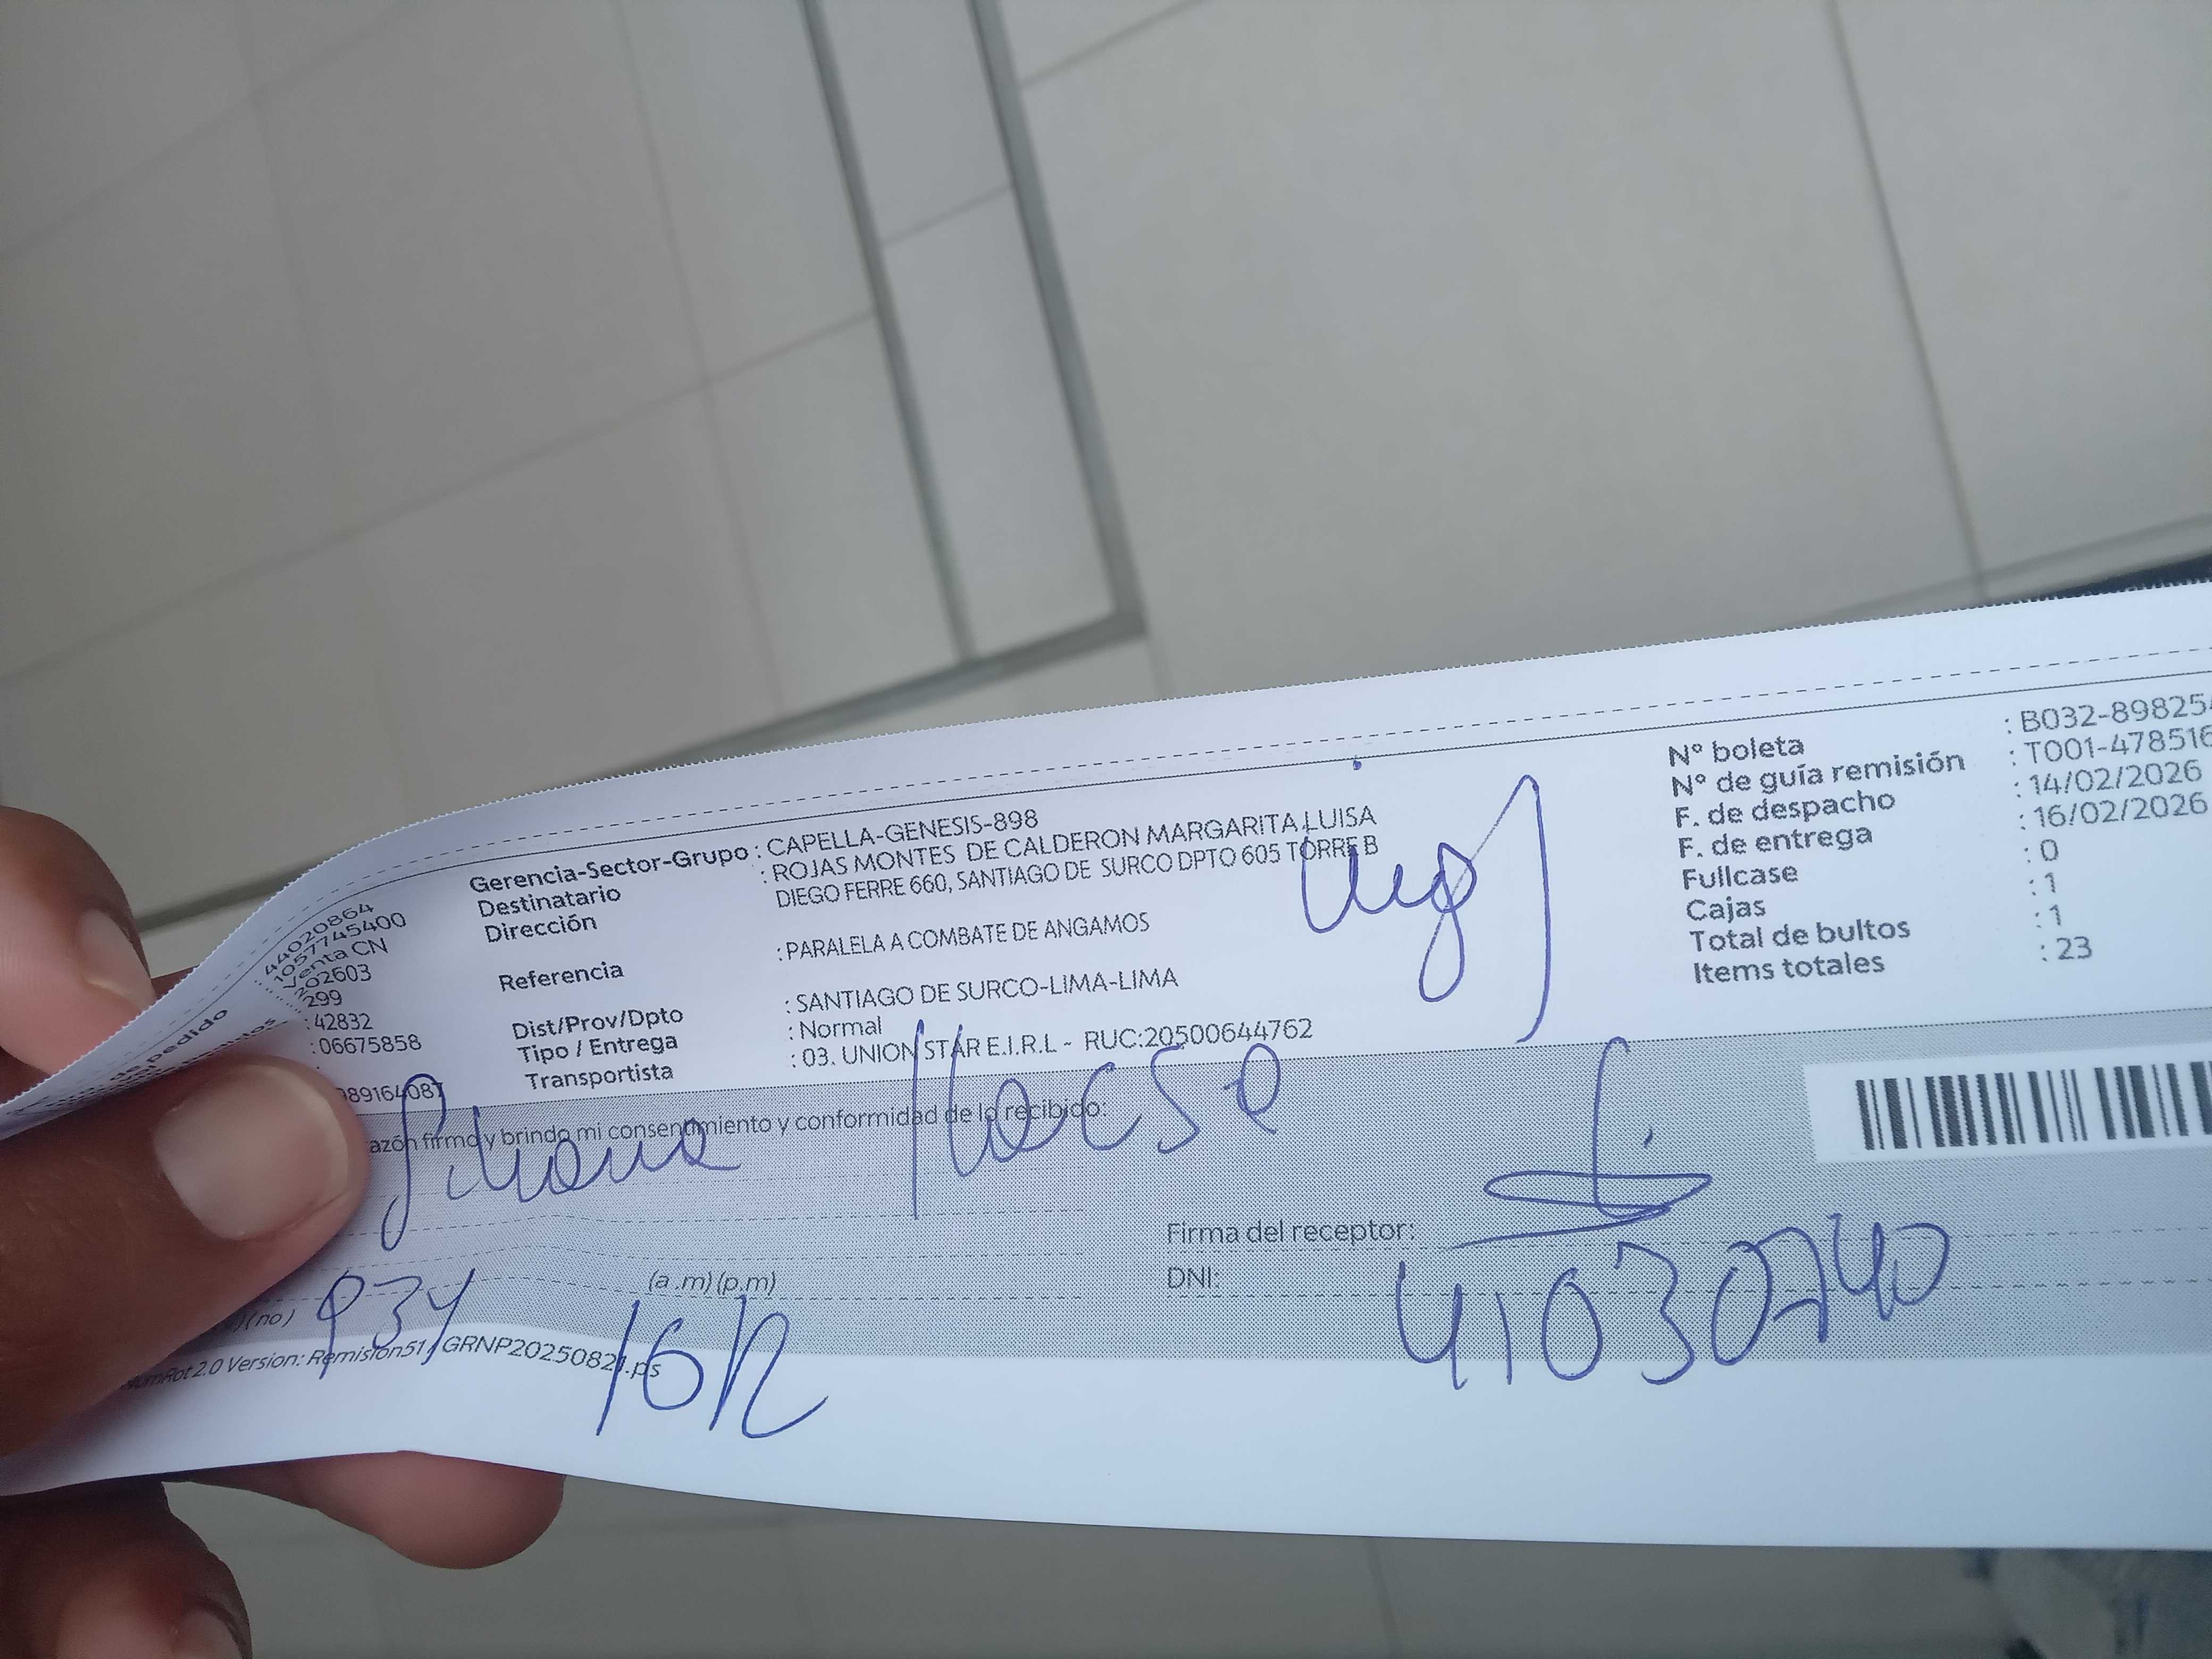 44020864
1057745400
Venta CN
202603
299
:42832
:06675858
Gerencia-Sector-Grupo : CAPELLA-GENESIS-898
Destinatario : ROJAS MONTES DE CALDERON MARGARITA LUISA
Dirección DIEGO FERRE 660, SANTIAGO DE SURCO DPTO 605 TORRE B
Referencia : PARALELA A COMBATE DE ANGAMOS
Dist/Prov/Dpto : SANTIAGO DE SURCO-LIMA-LIMA
Tipo / Entrega : Normal
Transportista : 03. UNION STAR E.I.R.L - RUC:20500644762
N° boleta : B032-89825
N° de guía remisión : T001-478516
F. de despacho : 14/02/2026
F. de entrega : 16/02/2026
Fullcase : 0
Cajas : 1
Total de bultos : 1
Items totales : 23
989164087
azón firmo y brindo mi consentimiento y conformidad de lo recibido:
Firma del receptor:
(a.m) (p.m)
DNI: 41030740
(no) 934
16h
Rot2.0 Version: Remision51 GRNP20250821.ps